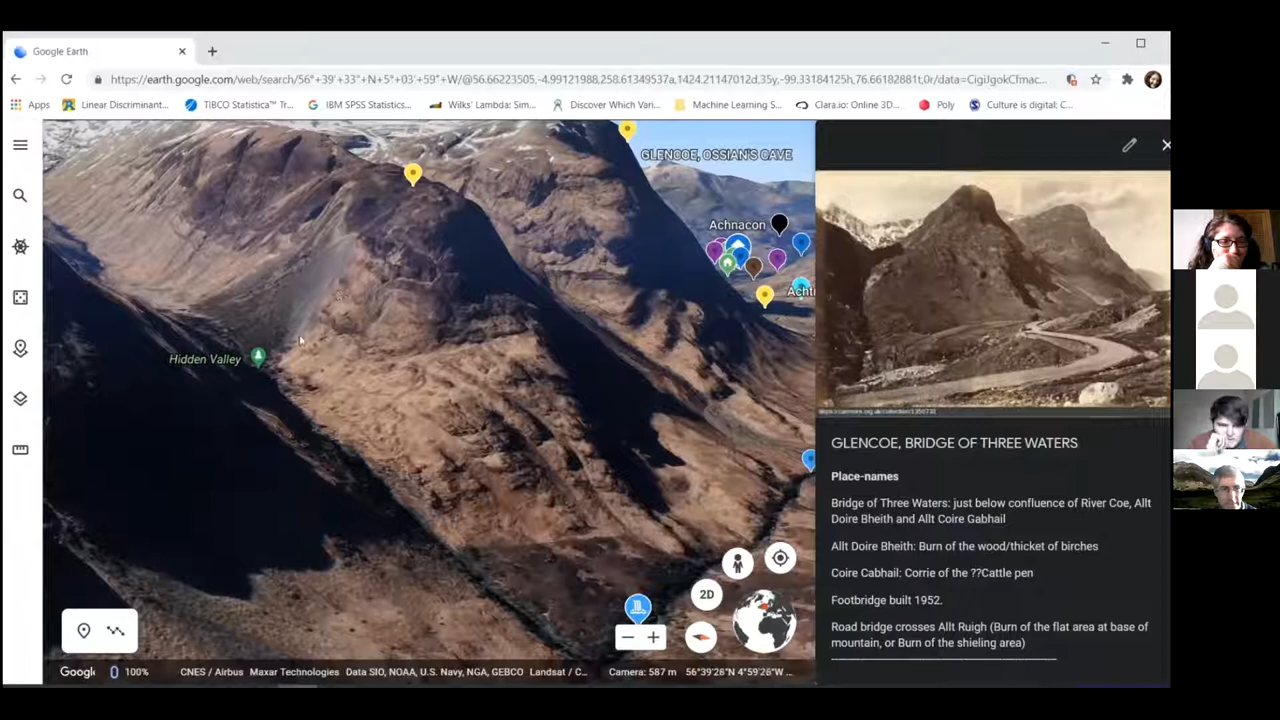 Google Earth
https://earth.google.com/web/search/56°+39'+33"+N+5°+03'+59"+W/@56.66223505,-4.99121988,258.61349537a,1424.21147012d,35y,-99.33184125h,76.66182881t,0r/data=CigiJgokCfmac...
Apps
Linear Discriminant...
TIBCO Statistica™ Tr...
IBM SPSS Statistics...
Wilks' Lambda: Sim...
Discover Which Vari...
Machine Learning S...
Clara.io: Online 3D...
Poly
Culture is digital: C...
GLENCOE, OSSIAN'S CAVE
Achnacon
Hidden Valley
2D
Google
100%
CNES / Airbus Maxar Technologies Data SIO, NOAA, U.S. Navy, NGA, GEBCO Landsat / C...
Camera: 587 m 56°39'26"N 4°59'26"W ...
GLENCOE, BRIDGE OF THREE WATERS
Place-names
Bridge of Three Waters: just below confluence of River Coe, Allt
Doire Bheith and Allt Coire Gabhail
Allt Doire Bheith: Burn of the wood/thicket of birches
Coire Cabhail: Corrie of the ??Cattle pen
Footbridge built 1952.
Road bridge crosses Allt Ruigh (Burn of the flat area at base of
mountain, or Burn of the shieling area)